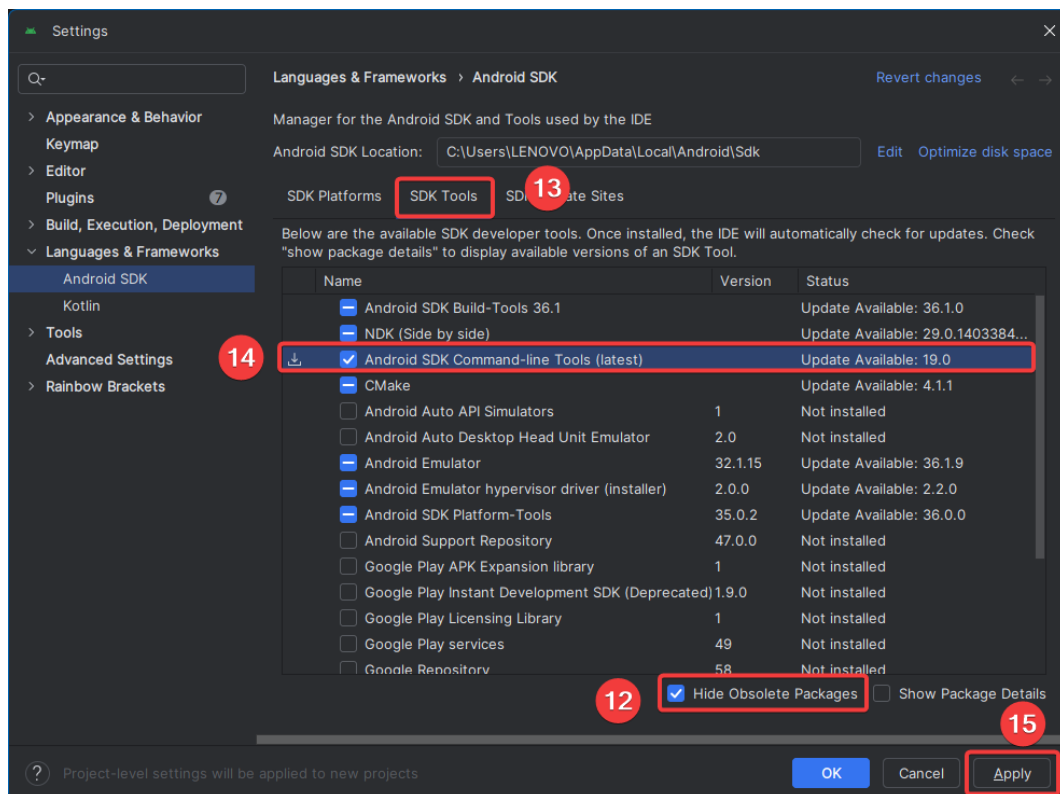 Settings
Languages & Frameworks › Android SDK
Revert changes
Appearance & Behavior
Keymap
Editor
Plugins
7
Build, Execution, Deployment
Languages & Frameworks
Android SDK
Kotlin
Tools
Advanced Settings
Rainbow Brackets
Manager for the Android SDK and Tools used by the IDE
Android SDK Location: C:\Users\LENOVO\AppData\Local\Android\Sdk Edit Optimize disk space
SDK Platforms SDK Tools 13 ate Sites
Below are the available SDK developer tools. Once installed, the IDE will automatically check for updates. Check
"show package details" to display available versions of an SDK Tool.
Name Version Status
Android SDK Build-Tools 36.1 Update Available: 36.1.0
NDK (Side by side) Update Available: 29.0.1403384...
14 Android SDK Command-line Tools (latest) Update Available: 19.0
CMake Update Available: 4.1.1
Android Auto API Simulators 1 Not installed
Android Auto Desktop Head Unit Emulator 2.0 Not installed
Android Emulator 32.1.15 Update Available: 36.1.9
Android Emulator hypervisor driver (installer) 2.0.0 Update Available: 2.2.0
Android SDK Platform-Tools 35.0.2 Update Available: 36.0.0
Android Support Repository 47.0.0 Not installed
Google Play APK Expansion library 1 Not installed
Google Play Instant Development SDK (Deprecated) 1.9.0 Not installed
Google Play Licensing Library 1 Not installed
Google Play services 49 Not installed
Google Repository 58 Not installed
12 Hide Obsolete Packages Show Package Details
15
? Project-level settings will be applied to new projects
OK Cancel Apply